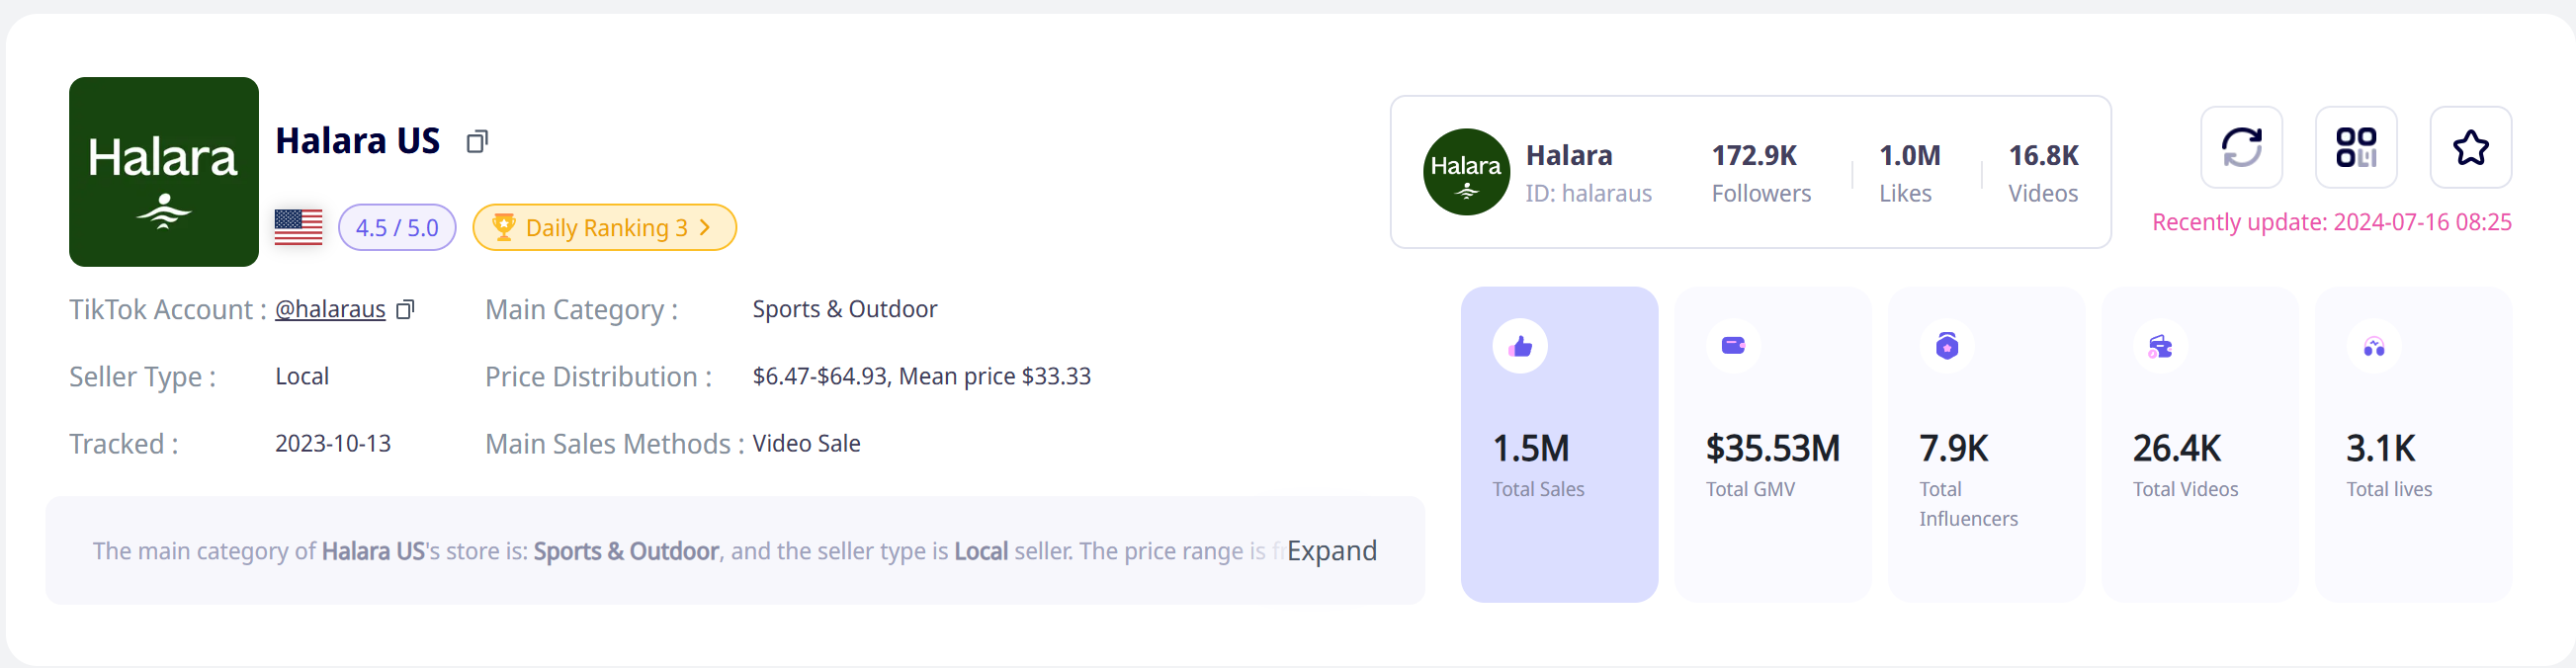 Halara
Halara US
4.5 / 5.0
Daily Ranking 3
Halara
Halara
ID: halaraus
172.9K
Followers
1.0M
Likes
16.8K
Videos
Recently update: 2024-07-16 08:25
TikTok Account : @halaraus
Main Category : Sports & Outdoor
Seller Type : Local
Price Distribution : $6.47-$64.93, Mean price $33.33
Tracked : 2023-10-13
Main Sales Methods : Video Sale
The main category of Halara US's store is: Sports & Outdoor, and the seller type is Local seller. The price range is
Expand
1.5M
Total Sales
$35.53M
Total GMV
7.9K
Total
Influencers
26.4K
Total Videos
3.1K
Total lives